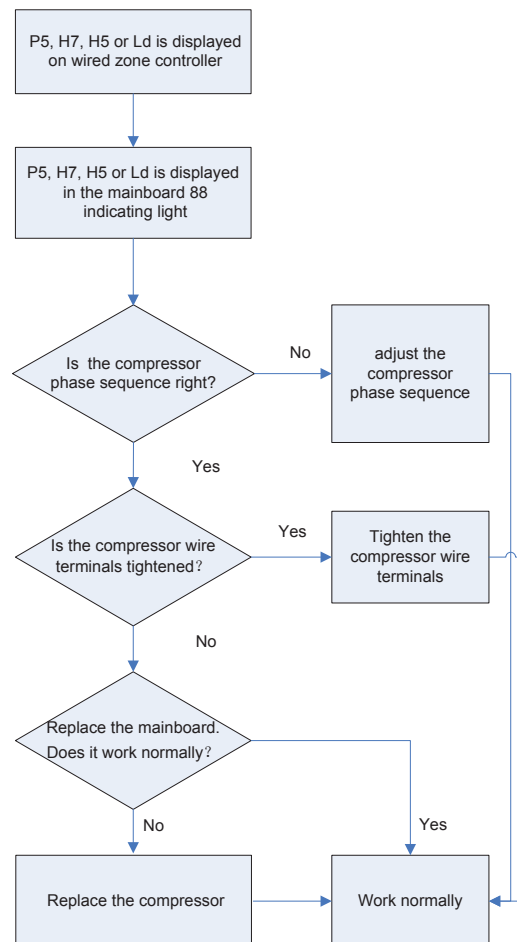 P5, H7, H5 or Ld is displayed
on wired zone controller
P5, H7, H5 or Ld is displayed
in the mainboard 88
indicating light
Is the compressor
phase sequence right?
No
adjust the
compressor
phase sequence
Yes
Is the compressor wire
terminals tightened？
Yes
Tighten the
compressor wire
terminals
No
Replace the mainboard.
Does it work normally？
No
Yes
Replace the compressor
Work normally